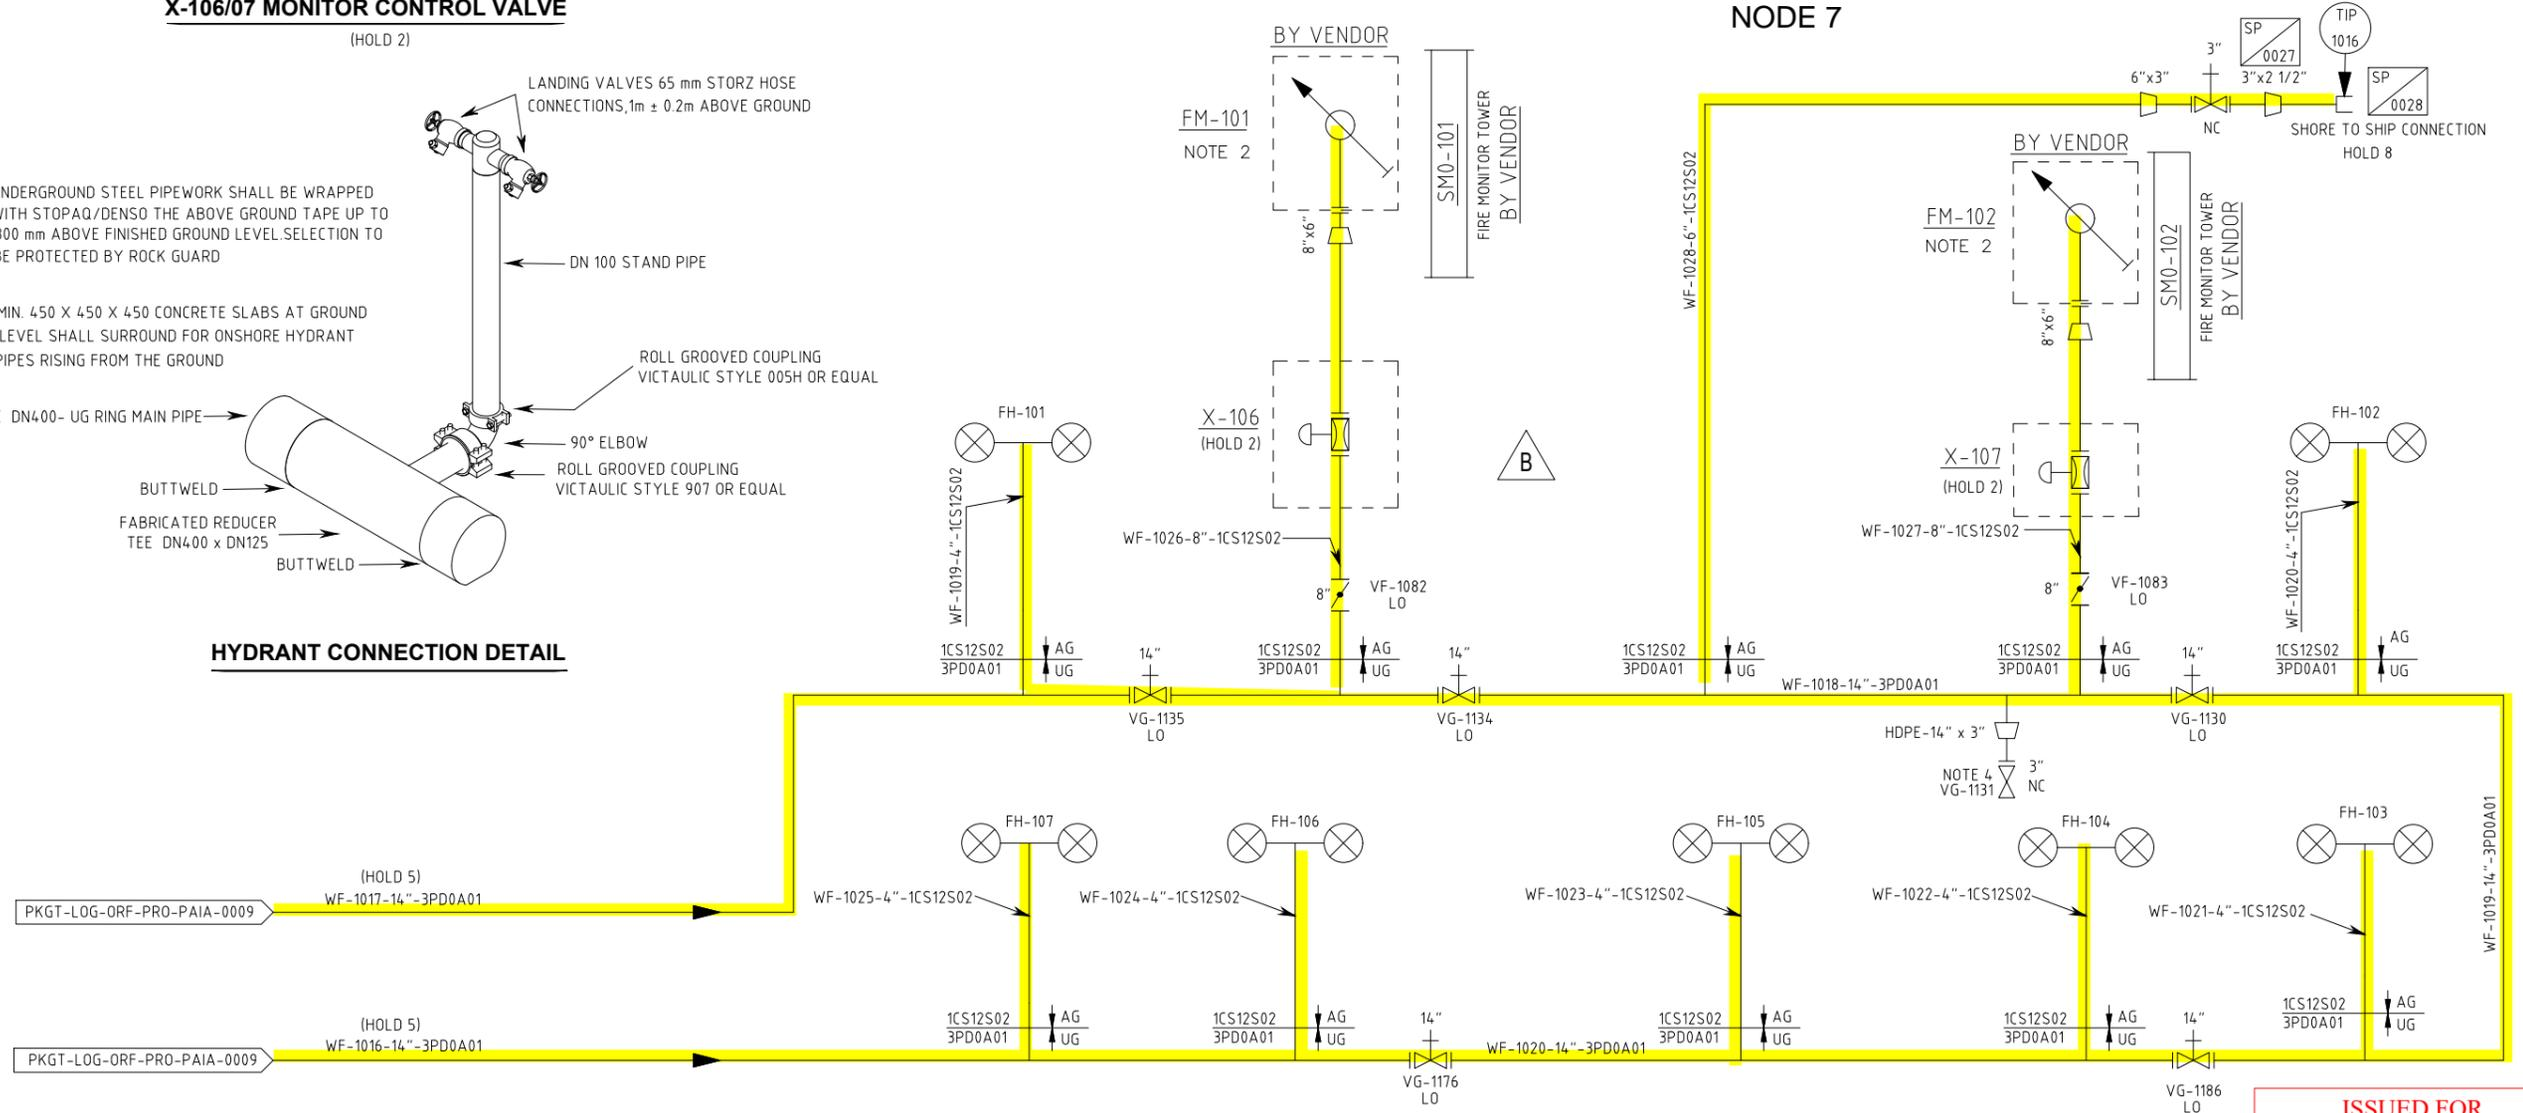 X-106/07 MONITOR CONTROL VALVE
(HOLD 2)
NODE 7
LANDING VALVES 65 mm STORZ HOSE
CONNECTIONS,1m ± 0.2m ABOVE GROUND
NDERGROUND STEEL PIPEWORK SHALL BE WRAPPED
WITH STOPAQ/DENSO THE ABOVE GROUND TAPE UP TO
300 mm ABOVE FINISHED GROUND LEVEL.SELECTION TO
BE PROTECTED BY ROCK GUARD
DN 100 STAND PIPE
MIN. 450 X 450 X 450 CONCRETE SLABS AT GROUND
LEVEL SHALL SURROUND FOR ONSHORE HYDRANT
PIPES RISING FROM THE GROUND
ROLL GROOVED COUPLING
VICTAULIC STYLE 005H OR EQUAL
DN400- UG RING MAIN PIPE
90° ELBOW
ROLL GROOVED COUPLING
VICTAULIC STYLE 907 OR EQUAL
BUTTWELD
FABRICATED REDUCER
TEE DN400 x DN125
BUTTWELD
HYDRANT CONNECTION DETAIL
BY VENDOR
FM-101
NOTE 2
SMO-101
FIRE MONITOR TOWER
BY VENDOR
8"x6"
X-106
(HOLD 2)
B
WF-1026-8"-1CS12S02
8"
VF-1082
LO
FH-101
WF-1019-4"-1CS12S02
WF-1028-6"-1CS12S02
6"x3"
3"
NC
SP
0027
3"x2 1/2"
TIP
1016
SP
0028
SHORE TO SHIP CONNECTION
HOLD 8
BY VENDOR
FM-102
NOTE 2
SMO-102
FIRE MONITOR TOWER
BY VENDOR
8"x6"
X-107
(HOLD 2)
WF-1027-8"-1CS12S02
8"
VF-1083
LO
FH-102
WF-1020-4"-1CS12S02
1CS12S02
3PD0A01
AG
UG
14"
VG-1135
LO
1CS12S02
3PD0A01
AG
UG
14"
VG-1134
LO
1CS12S02
3PD0A01
AG
UG
WF-1018-14"-3PD0A01
1CS12S02
3PD0A01
AG
UG
14"
VG-1130
LO
1CS12S02
3PD0A01
AG
UG
HDPE-14" x 3"
NOTE 4
VG-1131
3"
NC
WF-1019-14"-3PD0A01
(HOLD 5)
WF-1017-14"-3PD0A01
PKGT-LOG-ORF-PRO-PAIA-0009
FH-107
WF-1025-4"-1CS12S02
FH-106
WF-1024-4"-1CS12S02
FH-105
WF-1023-4"-1CS12S02
FH-104
WF-1022-4"-1CS12S02
FH-103
WF-1021-4"-1CS12S02
(HOLD 5)
WF-1016-14"-3PD0A01
PKGT-LOG-ORF-PRO-PAIA-0009
1CS12S02
3PD0A01
AG
UG
1CS12S02
3PD0A01
AG
UG
14"
VG-1176
LO
WF-1020-14"-3PD0A01
1CS12S02
3PD0A01
AG
UG
1CS12S02
3PD0A01
AG
UG
14"
VG-1186
LO
1CS12S02
3PD0A01
AG
UG
ISSUED FOR